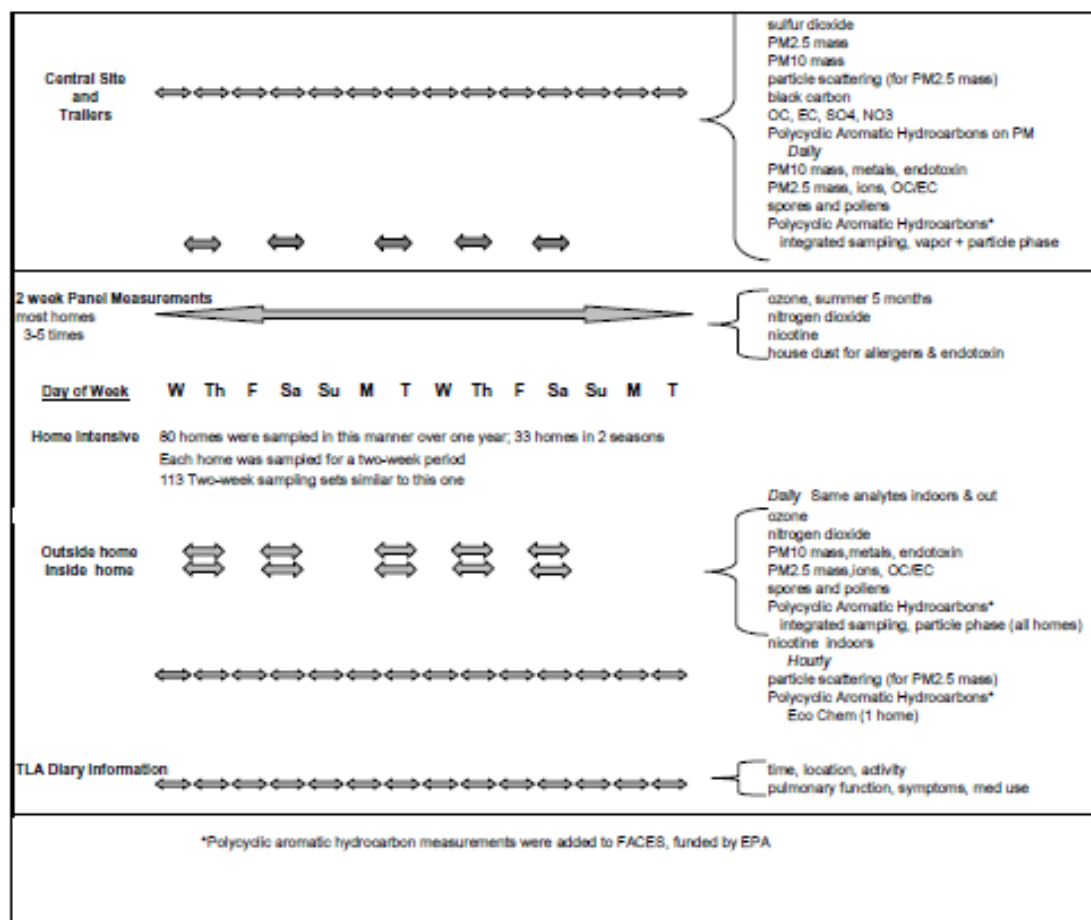 sulfur dioxide
PM2.5 mass
PM10 mass
particle scattering (for PM2.5 mass)
black carbon
OC, EC, SO4, NO3
Polycyclic Aromatic Hydrocarbons on PM
Daily
PM10 mass, metals, endotoxin
PM2.5 mass, ions, OC/EC
spores and pollens
Polycyclic Aromatic Hydrocarbons*
integrated sampling, vapor + particle phase
Central Site
and
Trailers
2 week Panel Measurements
most homes
3-5 times
ozone, summer 5 months
nitrogen dioxide
nicotine
house dust for allergens & endotoxin
Day of Week W Th F Sa Su M T W Th F Sa Su M T
Home Intensive 80 homes were sampled in this manner over one year; 33 homes in 2 seasons
Each home was sampled for a two-week period
113 Two-week sampling sets similar to this one
Outside home
Inside home
Daily Same analytes indoors & out
ozone
nitrogen dioxide
PM10 mass,metals, endotoxin
PM2.5 mass,ions, OC/EC
spores and pollens
Polycyclic Aromatic Hydrocarbons*
integrated sampling, particle phase (all homes)
nicotine indoors
Hourly
particle scattering (for PM2.5 mass)
Polycyclic Aromatic Hydrocarbons*
Eco Chem (1 home)
TLA Diary Information
time, location, activity
pulmonary function, symptoms, med use
*Polycyclic aromatic hydrocarbon measurements were added to FACES, funded by EPA